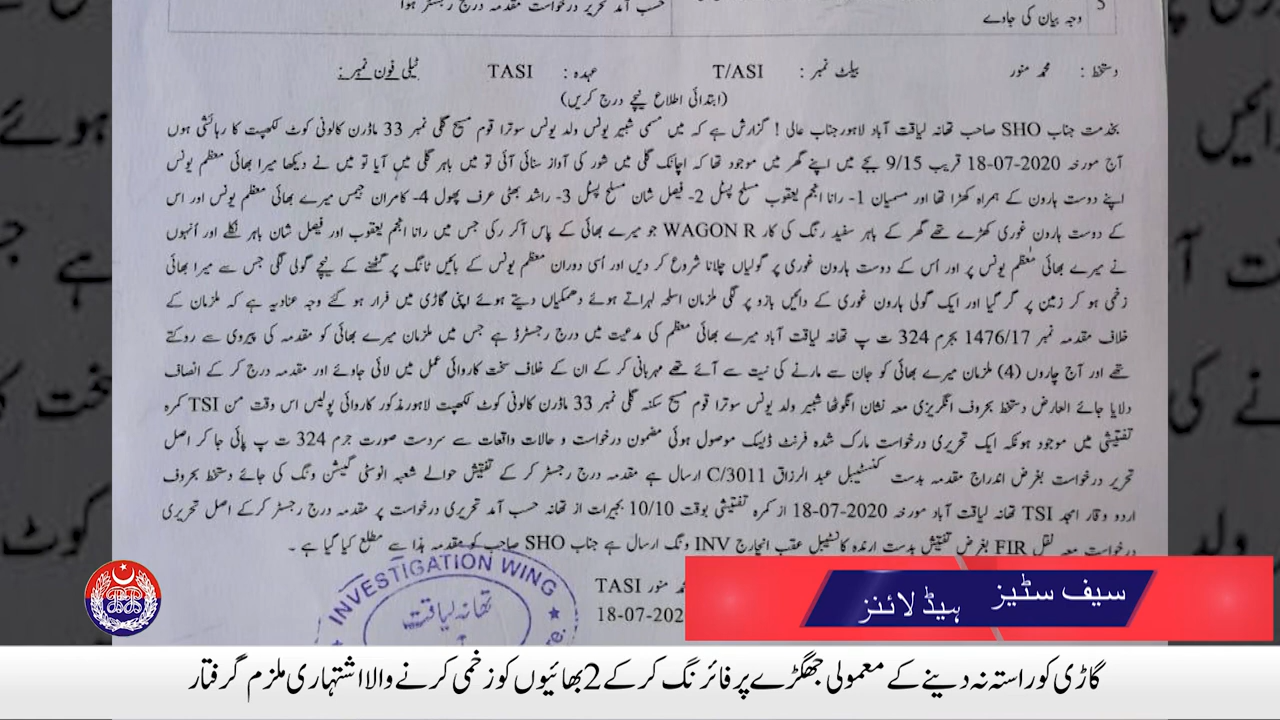 حسب آمد تحریر درخواست مقدمہ درج رجسٹر ہوا
5
وجہ بیان کی جاوے
دستخط : محمد منور بیلٹ نمبر : T/ASI عہدہ : TASI ٹیلی فون نمبر:
(ابتدائی اطلاع نیچے درج کریں)
بخدمت جناب SHO صاحب تھانہ لیاقت آباد لاہور جناب عالی ! گزارش ہے کہ میں مسمی شبیر یونس ولد یونس سوترا قوم مسیح گلی نمبر 33 ماڈرن کالونی کوٹ لکھپت کا رہائشی ہوں
آج مورخہ 18-07-2020 قریب 9/15 بجے میں اپنے گھر میں موجود تھا کہ اچانک گلی میں شور کی آواز سنائی آئی تو میں باہر گلی میں آیا تو میں نے دیکھا میرا بھائی معظم یونس
اپنے دوست ہارون کے ہمراہ کھڑا تھا اور مسمیان 1- رانا انجم یعقوب مسلح پسٹل 2- فیصل شان مسلح پسٹل 3- راشد بھٹی عرف پھول 4- کامران جیمس میرے بھائی معظم یونس اور اس
کے دوست ہارون غوری کھڑے تھے گھر کے باہر سفید رنگ کی کار WAGON R جو میرے بھائی کے پاس آ کر رکی جس میں رانا انجم یعقوب اور فیصل شان باہر نکلے اور اُنہوں
نے میرے بھائی معظم یونس پر اور اُس کے دوست ہارون غوری پر گولیاں چلانا شروع کر دیں اور اُسی دوران معظم یونس کے بائیں ٹانگ پر گھٹنے کے نیچے گولی لگی جس سے میرا بھائی
زخمی ہو کر زمین پر گر گیا اور ایک گولی ہارون غوری کے دائیں بازو پر لگی ملزمان اسلحہ لہراتے ہوئے دھمکیاں دیتے ہوئے اپنی گاڑی میں فرار ہو گئے وجہ عنادیہ ہے کہ ملزمان کے
خلاف مقدمہ نمبر 1476/17 بجرم 324 ت پ تھانہ لیاقت آباد میرے بھائی معظم کی مدعیت میں درج رجسٹرڈ ہے جس میں ملزمان میرے بھائی کو مقدمہ کی پیروی سے روکتے
تھے اور آج چاروں (4) ملزمان میرے بھائی کو جان سے مارنے کی نیت سے آئے تھے مہربانی کر کے ان کے خلاف سخت کاروائی عمل میں لائی جاوئے اور مقدمہ درج کر کے انصاف
دلایا جائے العارض دستخط بحروف انگریزی معہ نشان انگوٹھا شبیر ولد یونس سوترا قوم مسیح سکنہ گلی نمبر 33 ماڈرن کالونی کوٹ لکھپت لاہور مذکور کاروائی پولیس اس وقت من TSI کمرہ
تفتیشی میں موجود ہونکہ ایک تحریری درخواست مارک شدہ فرنٹ ڈیسک موصول ہوئی مضمون درخواست و حالات واقعات سے سردست صورت جرم 324 ت پ پائی جا کر اصل
تحریر درخواست بغرض اندراج مقدمہ بدست کنسٹیبل عبد الرزاق C/3011 ارسال ہے مقدمہ درج رجسٹر کر کے تفتیش حوالے شعبہ انوسٹی گیشن ونگ کی جائے دستخط بحروف
اردو وقار امجد TSI تھانہ لیاقت آباد مورخہ 18-07-2020 از کمرہ تفتیشی بوقت 10/10 بجیرات از تھانہ حسب آمد تحریری درخواست پر مقدمہ درج رجسٹر کرکے اصل تحریری
درخواست معہ نقل FIR بغرض تفتیش بدست ارندہ کانسٹیبل عقب انچارج INV ونگ ارسال ہے جناب SHO صاحب کو مقدمہ ہذا سے مطلع کیا گیا ہے ۔
منور TASI
18-07-202
INVESTIGATION WING
تھانہ لیاقت
سیف سٹیز ہیڈ لائنز
گاڑی کو راستہ نہ دینے کے معمولی جھگڑے پر فائرنگ کر کے 2 بھائیوں کو زخمی کرنے والا اشتہاری ملزم گرفتار